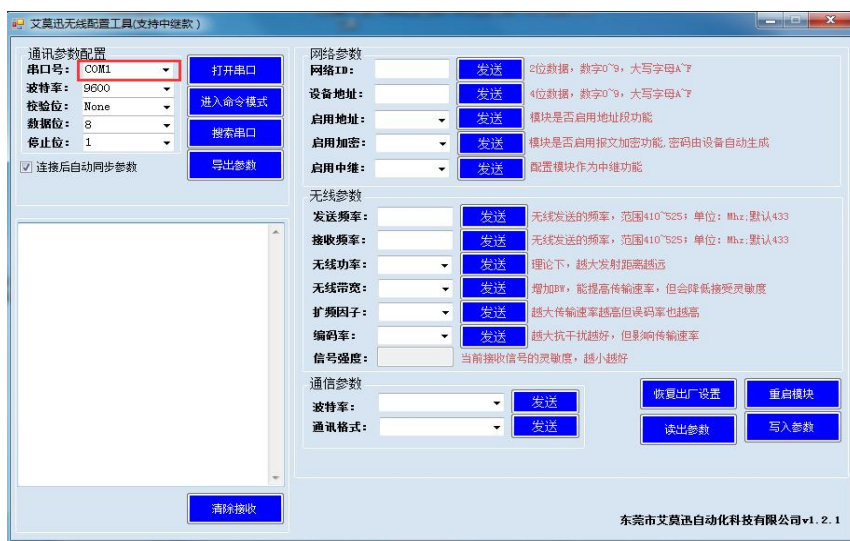 艾莫迅无线配置工具(支持中继款 )
通讯参数配置
串口号: COM1 打开串口
波特率: 9600
校验位: None 进入命令模式
数据位: 8 搜索串口
停止位: 1
连接后自动同步参数 导出参数
清除接收
网络参数
网络ID: 发送 2位数据，数字0~9，大写字母A~F
设备地址: 发送 4位数据，数字0~9，大写字母A~F
启用地址: 发送 模块是否启用地址段功能
启用加密: 发送 模块是否启用报文加密功能,密码由设备自动生成
启用中继: 发送 配置模块作为中继功能
无线参数
发送频率: 发送 无线发送的频率，范围410~525；单位：Mhz;默认433
接收频率: 发送 无线发送的频率，范围410~525；单位：Mhz;默认433
无线功率: 发送 理论下，越大发射距离越远
无线带宽: 发送 增加BW，能提高传输速率，但会降低接受灵敏度
扩频因子: 发送 越大传输速率越高但误码率也越高
编码率: 发送 越大抗干扰越好，但影响传输速率
信号强度: 当前接收信号的灵敏度，越小越好
通信参数
波特率: 发送
通讯格式: 发送
恢复出厂设置 重启模块
读出参数 写入参数
东莞市艾莫迅自动化科技有限公司v1.2.1